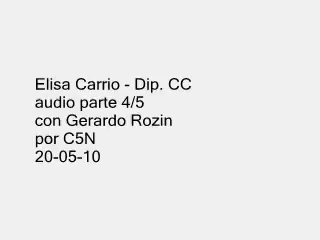 Elisa Carrio - Dip. CC
audio parte 4/5
con Gerardo Rozin
por C5N
20-05-10